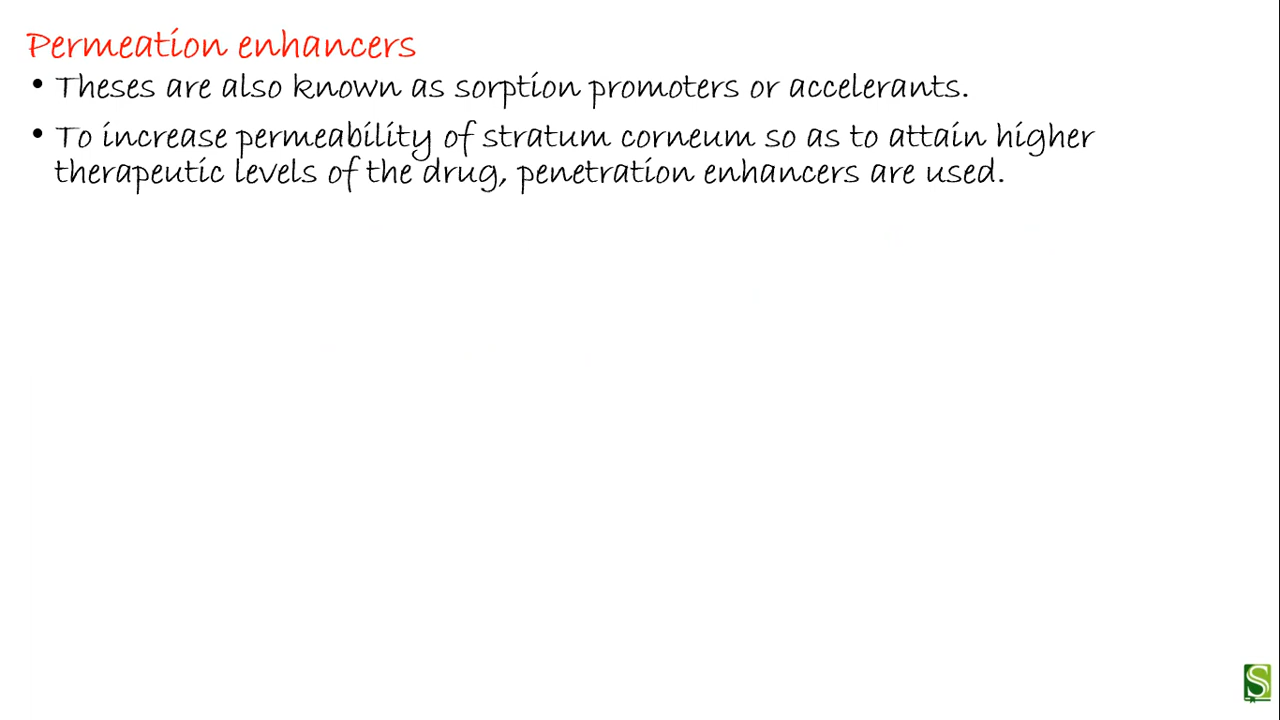 Permeation enhancers
• Theses are also known as sorption promoters or accelerants.
• To increase permeability of stratum corneum so as to attain higher
therapeutic levels of the drug, penetration enhancers are used.
S